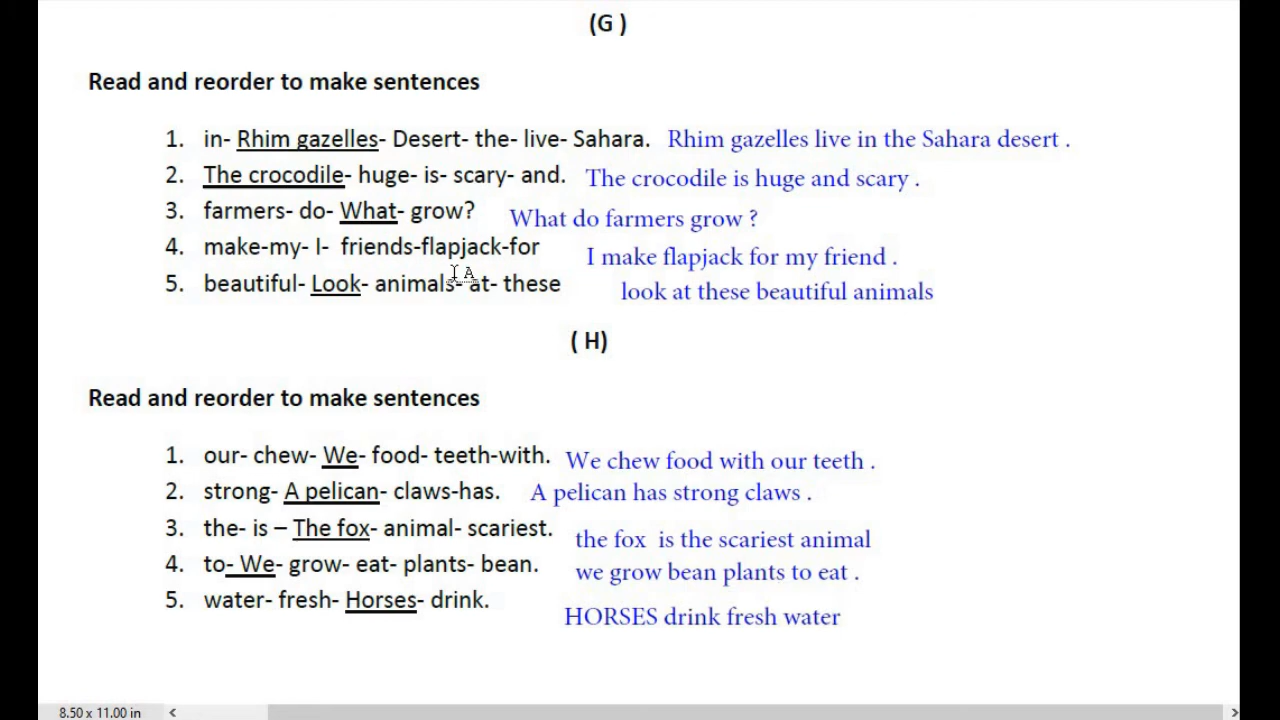 (G )
Read and reorder to make sentences
1. in- Rhim gazelles- Desert- the- live- Sahara. Rhim gazelles live in the Sahara desert .
2. The crocodile- huge- is- scary- and. The crocodile is huge and scary .
3. farmers- do- What- grow? What do farmers grow ?
4. make-my- I- friends-flapjack-for I make flapjack for my friend .
5. beautiful- Look- animals- at- these look at these beautiful animals
( H)
Read and reorder to make sentences
1. our- chew- We- food- teeth-with. We chew food with our teeth .
2. strong- A pelican- claws-has. A pelican has strong claws .
3. the- is – The fox- animal- scariest. the fox is the scariest animal
4. to- We- grow- eat- plants- bean. we grow bean plants to eat .
5. water- fresh- Horses- drink. HORSES drink fresh water
8.50 x 11.00 in